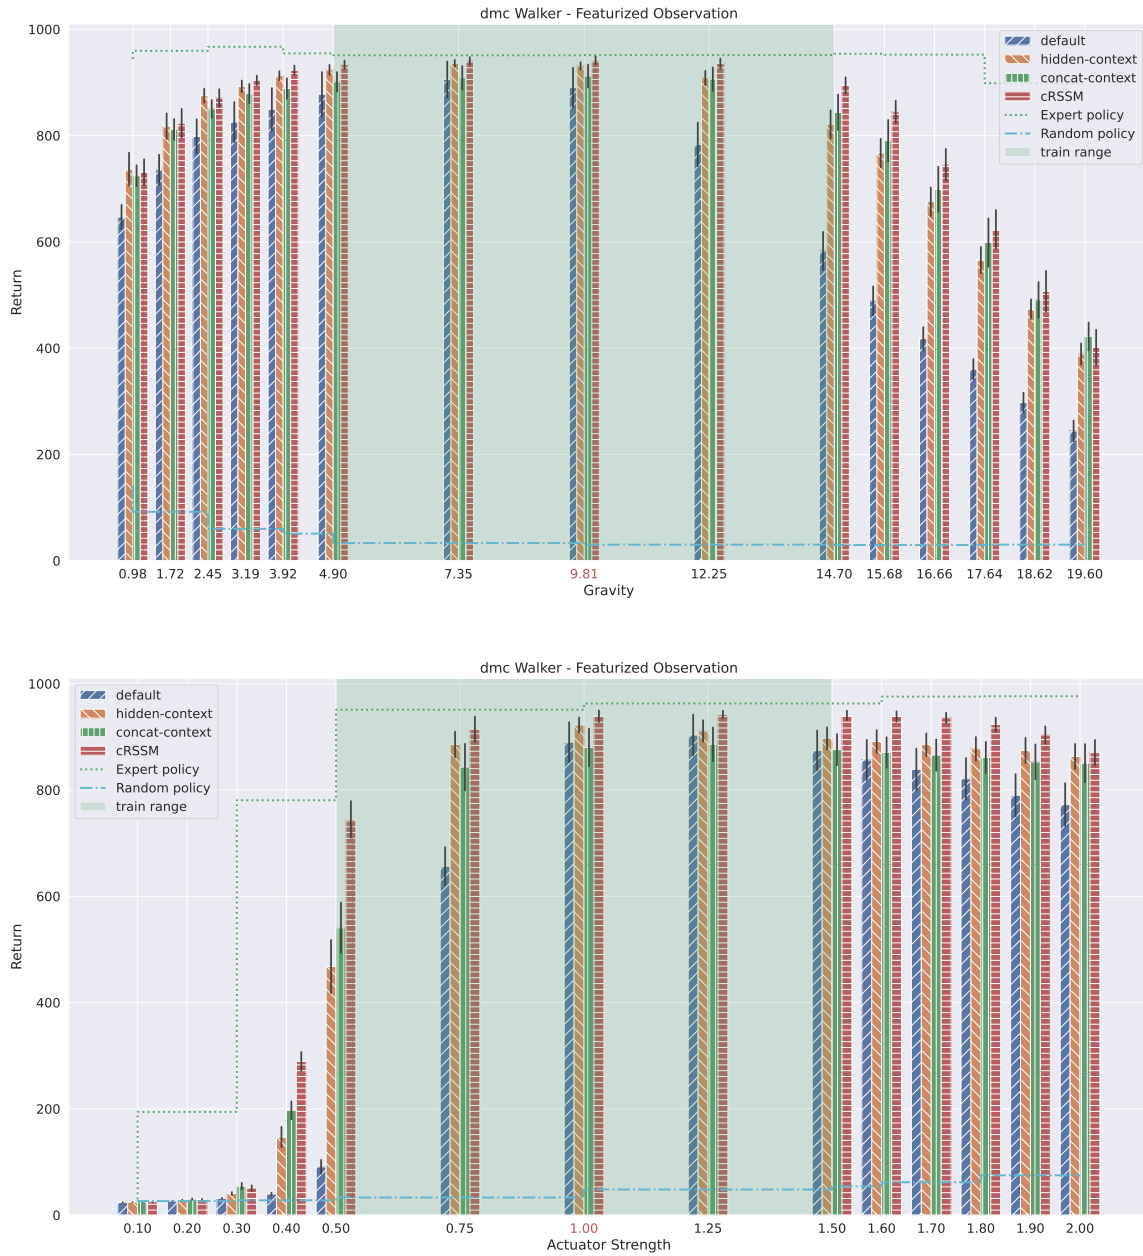 dmc Walker - Featurized Observation
1000
800
600
400
200
0
Return
default
hidden-context
concat-context
cRSSM
Expert policy
Random policy
train range
0.98 1.72 2.45 3.19 3.92 4.90 7.35 9.81 12.25 14.70 15.68 16.66 17.64 18.62 19.60
Gravity
dmc Walker - Featurized Observation
1000
800
600
400
200
0
Return
default
hidden-context
concat-context
cRSSM
Expert policy
Random policy
train range
0.10 0.20 0.30 0.40 0.50 0.75 1.00 1.25 1.50 1.60 1.70 1.80 1.90 2.00
Actuator Strength